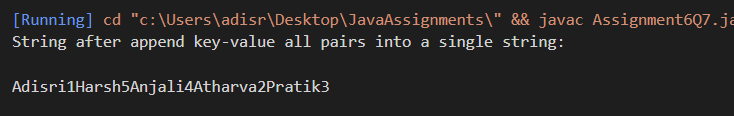 [Running] cd "c:\Users\adisr\Desktop\JavaAssignments\" && javac Assignment6Q7.ja
String after append key-value all pairs into a single string:
Adisri1Harsh5Anjali4Atharva2Pratik3